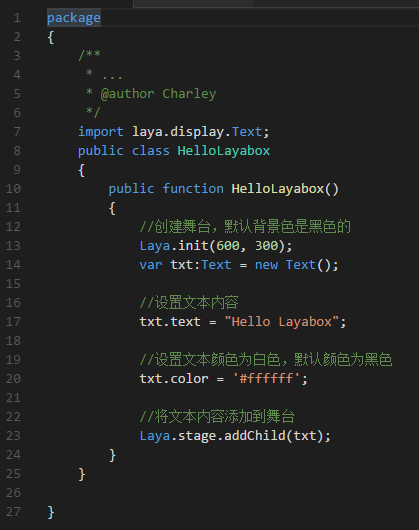 1 package
2 {
3     /**
4      * ...
5      * @author Charley
6      */
7     import laya.display.Text;
8     public class HelloLayabox
9     {
10         public function HelloLayabox()
11         {
12             //创建舞台，默认背景色是黑色的
13             Laya.init(600, 300);
14             var txt:Text = new Text();
15
16             //设置文本内容
17             txt.text = "Hello Layabox";
18
19             //设置文本颜色为白色，默认颜色为黑色
20             txt.color = '#ffffff';
21
22             //将文本内容添加到舞台
23             Laya.stage.addChild(txt);
24         }
25     }
26
27 }